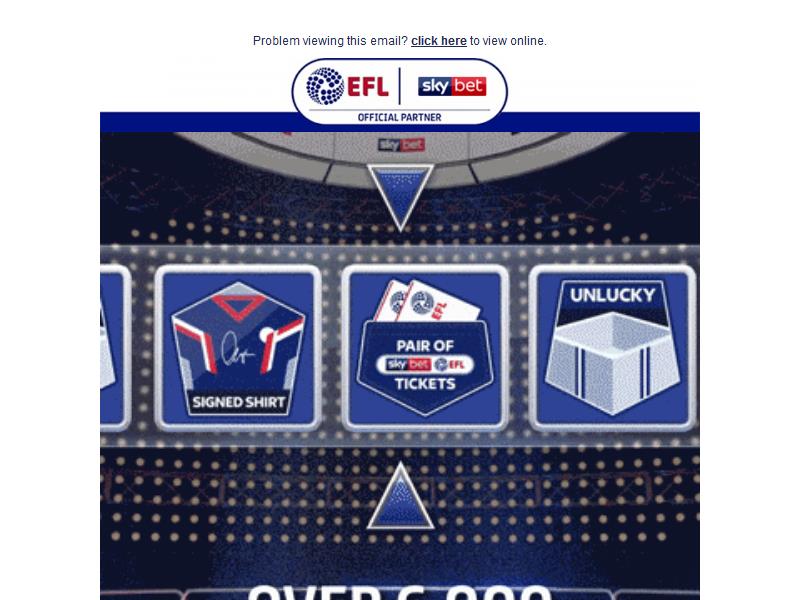 Problem viewing this email? click here to view online.
EFL sky bet
OFFICIAL PARTNER
sky bet
SIGNED SHIRT
EFL
PAIR OF
sky bet EFL
TICKETS
UNLUCKY